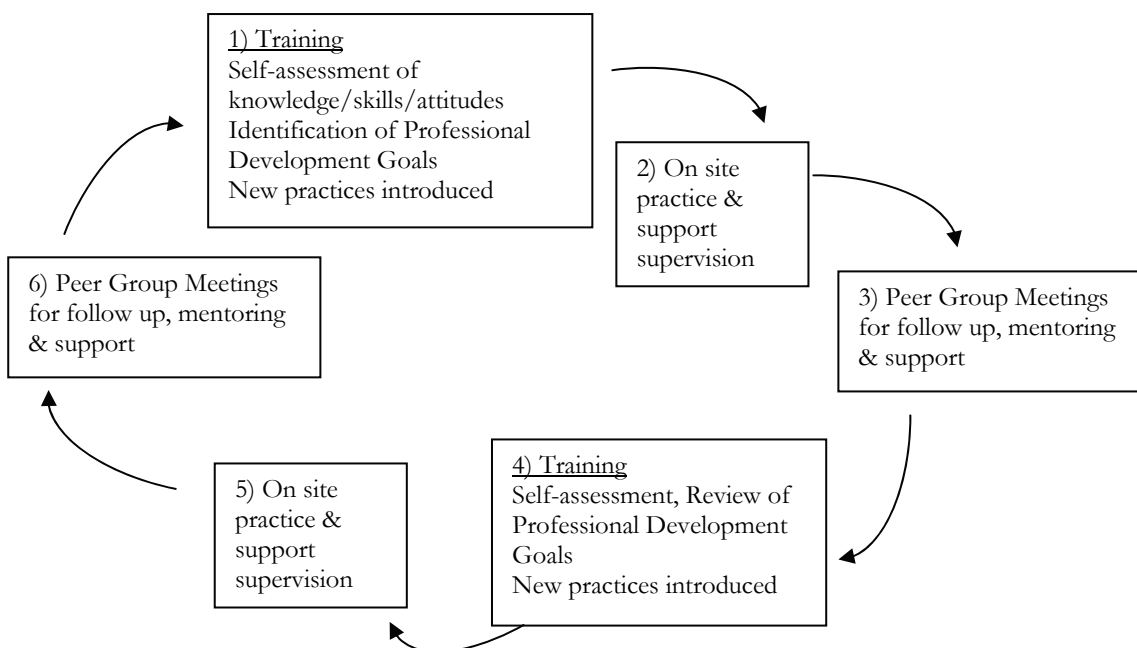 1) Training
Self-assessment of
knowledge/skills/attitudes
Identification of Professional
Development Goals
New practices introduced
2) On site
practice &
support
supervision
3) Peer Group Meetings
for follow up, mentoring
& support
4) Training
Self-assessment, Review of
Professional Development
Goals
New practices introduced
5) On site
practice &
support
supervision
6) Peer Group Meetings
for follow up, mentoring
& support